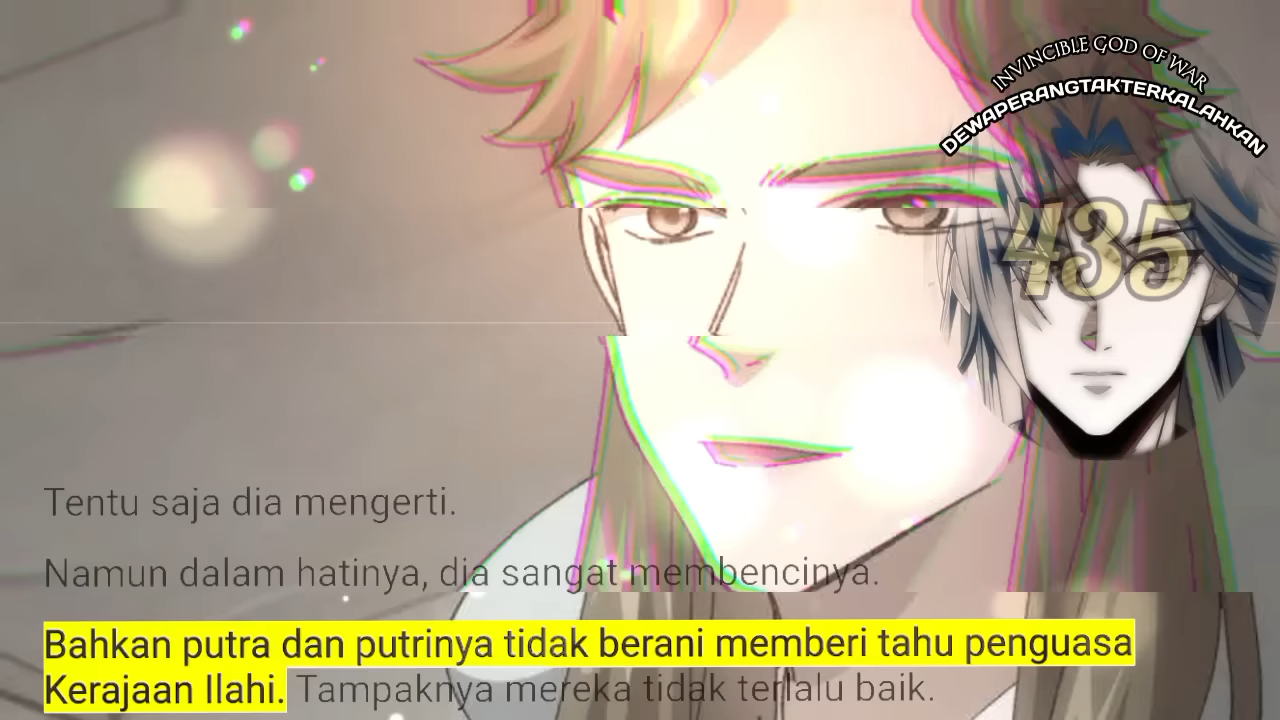 INVINCIBLE GOD OF WAR
DEWAPERANGTAKTERKALAHKAN
435
Tentu saja dia mengerti.
Namun dalam hatinya, dia sangat membencinya.
Bahkan putra dan putrinya tidak berani memberi tahu penguasa
Kerajaan Ilahi. Tampaknya mereka tidak terlalu baik.